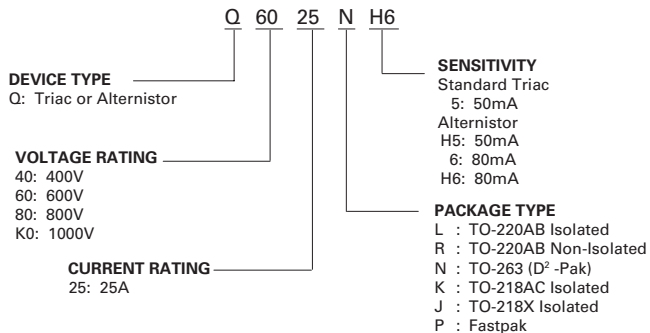 Q 60 25 N H6
DEVICE TYPE
Q: Triac or Alternistor
VOLTAGE RATING
40: 400V
60: 600V
80: 800V
K0: 1000V
CURRENT RATING
25: 25A
SENSITIVITY
Standard Triac
5: 50mA
Alternistor
H5: 50mA
6: 80mA
H6: 80mA
PACKAGE TYPE
L : TO-220AB Isolated
R : TO-220AB Non-Isolated
N : TO-263 (D² -Pak)
K : TO-218AC Isolated
J : TO-218X Isolated
P : Fastpak